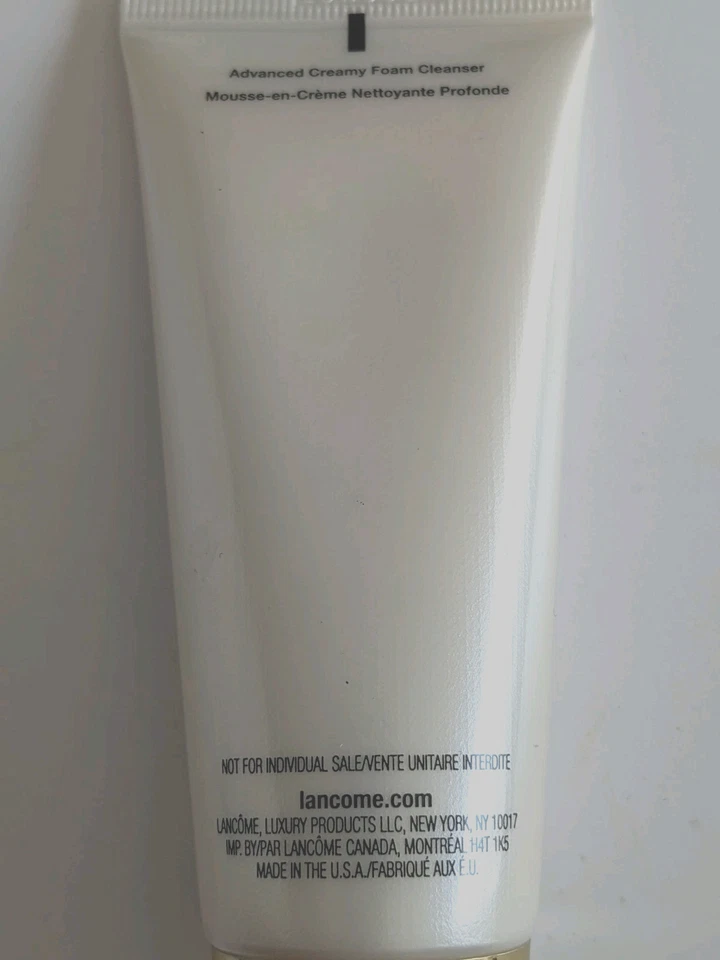 Advanced Creamy Foam Cleanser
Mousse-en-Crème Nettoyante Profonde
NOT FOR INDIVIDUAL SALE/VENTE UNITAIRE INTERDITE
lancome.com
LANCÔME, LUXURY PRODUCTS LLC, NEW YORK, NY 10017
IMP. BY/PAR LANCÔME CANADA, MONTRÉAL H4T 1K5
MADE IN THE U.S.A./FABRIQUÉ AUX É.U.